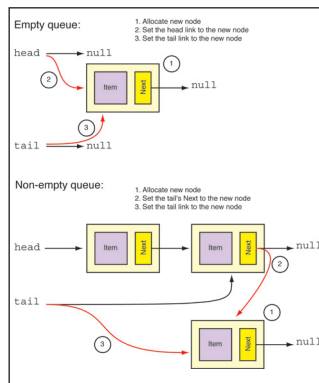 Empty queue:
1. Allocate new node
2. Set the head link to the new node
3. Set the tail link to the new node
head
null
1
2
Item
Next
null
3
tail
null
Non-empty queue:
1. Allocate new node
2. Set the tail's Next to the new node
3. Set the tail link to the new node
head
Item
Next
Item
Next
null
2
tail
1
3
Item
Next
null